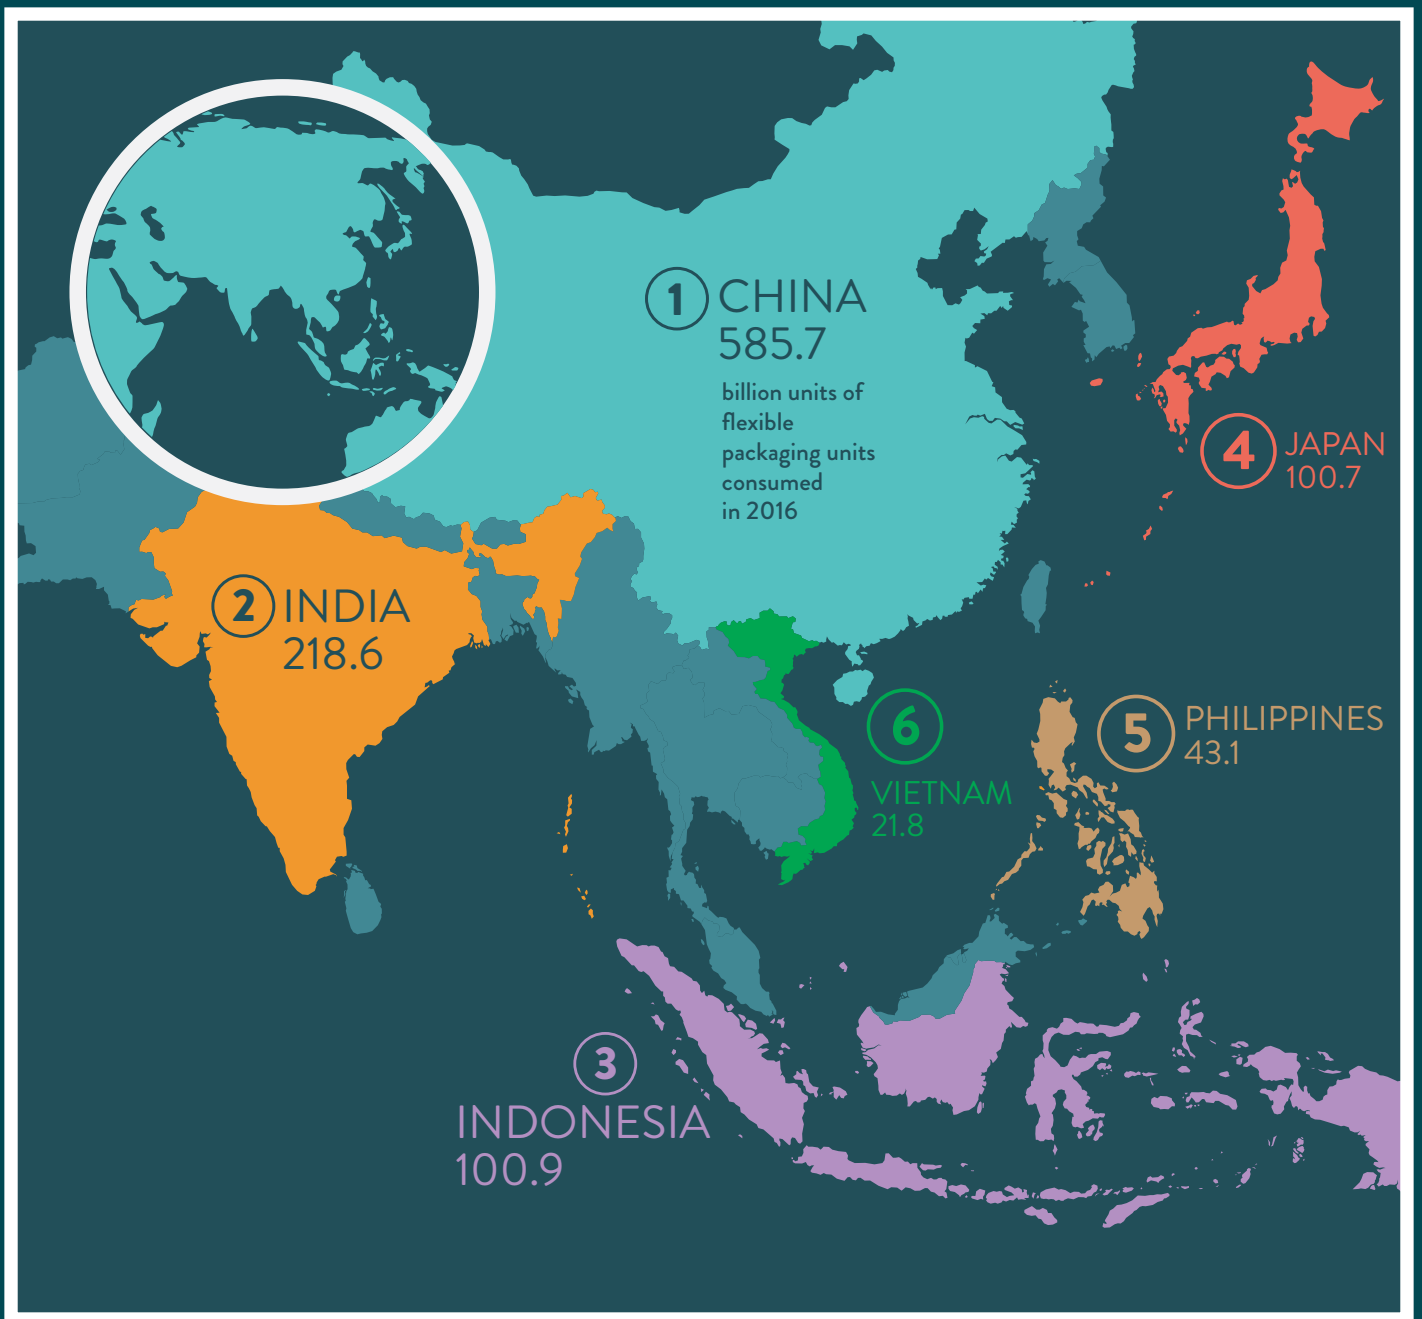 1 CHINA
585.7
billion units of
flexible
packaging units
consumed
in 2016
2 INDIA
218.6
3
INDONESIA
100.9
4 JAPAN
100.7
5 PHILIPPINES
43.1
6
VIETNAM
21.8